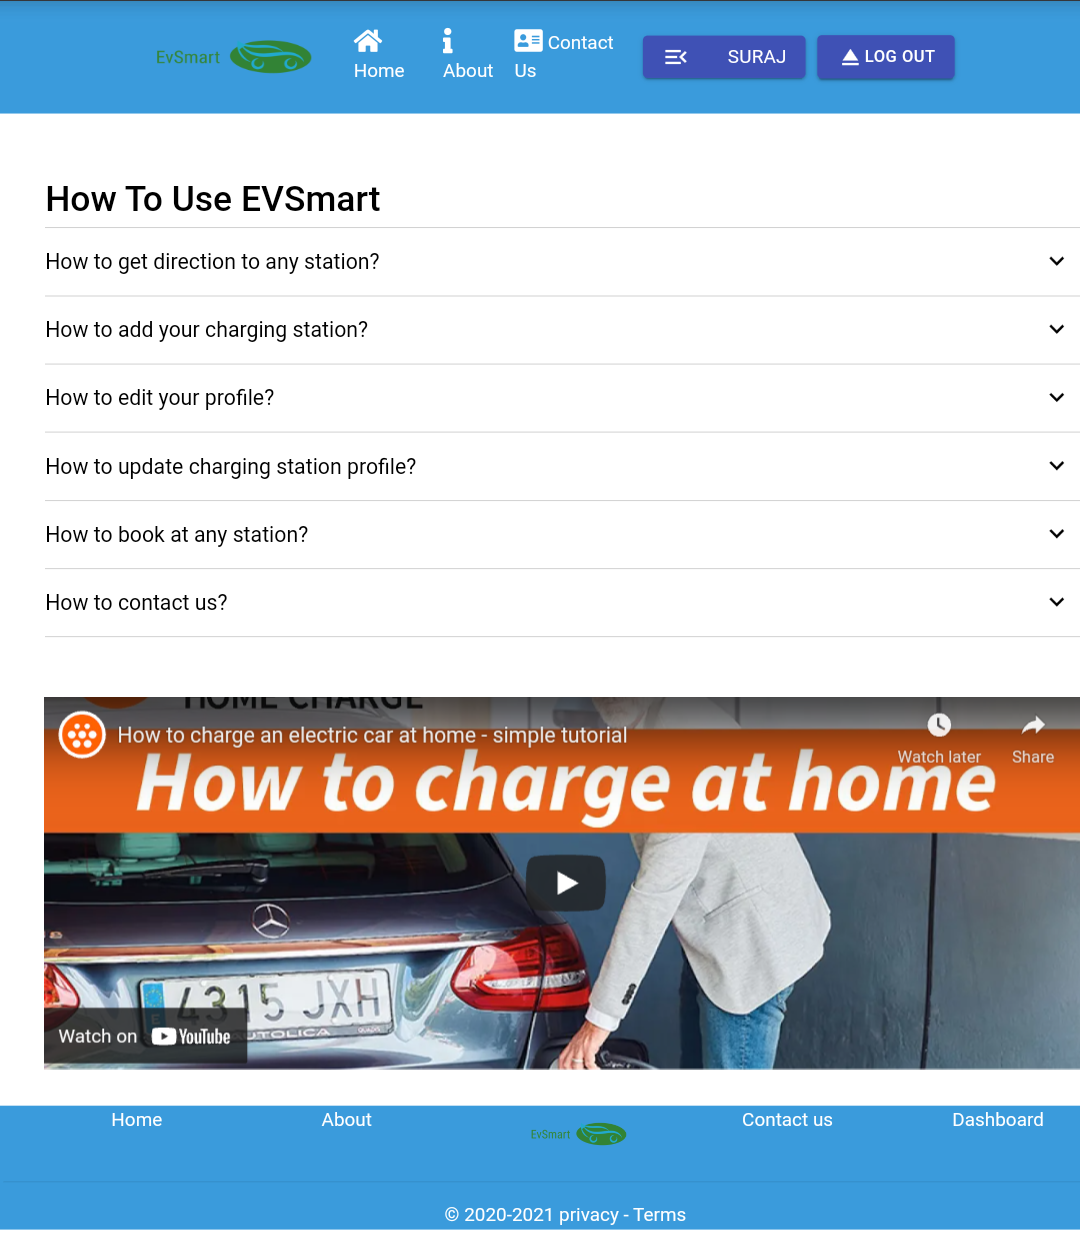 EvSmart
Home
About
Contact Us
SURAJ
LOG OUT
How To Use EVSmart
How to get direction to any station?
How to add your charging station?
How to edit your profile?
How to update charging station profile?
How to book at any station?
How to contact us?
HOME CHARGE
How to charge an electric car at home - simple tutorial
Watch later
Share
How to charge at home
4315 JXH
AUTOLICA
Watch on YouTube
Home
About
EvSmart
Contact us
Dashboard
© 2020-2021 privacy - Terms